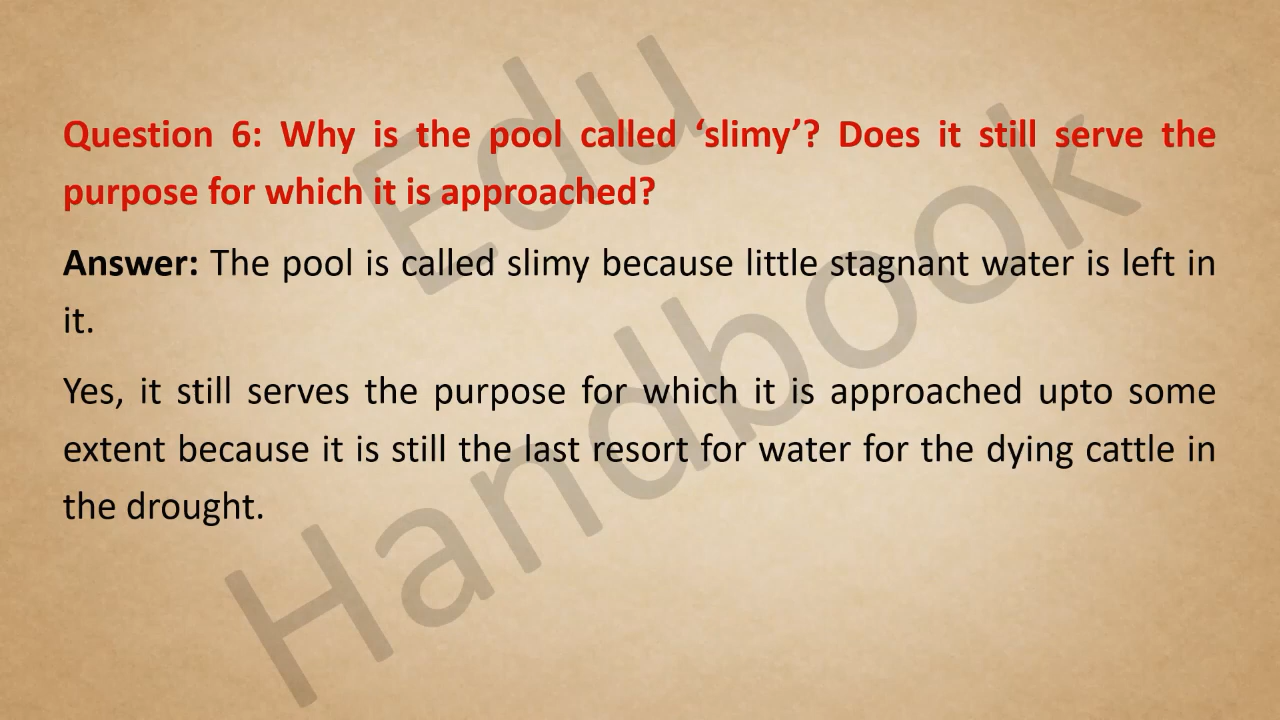 Question 6: Why is the pool called ‘slimy’? Does it still serve the
purpose for which it is approached?
Answer: The pool is called slimy because little stagnant water is left in
it.
Yes, it still serves the purpose for which it is approached upto some
extent because it is still the last resort for water for the dying cattle in
the drought.
Edu
Handbook